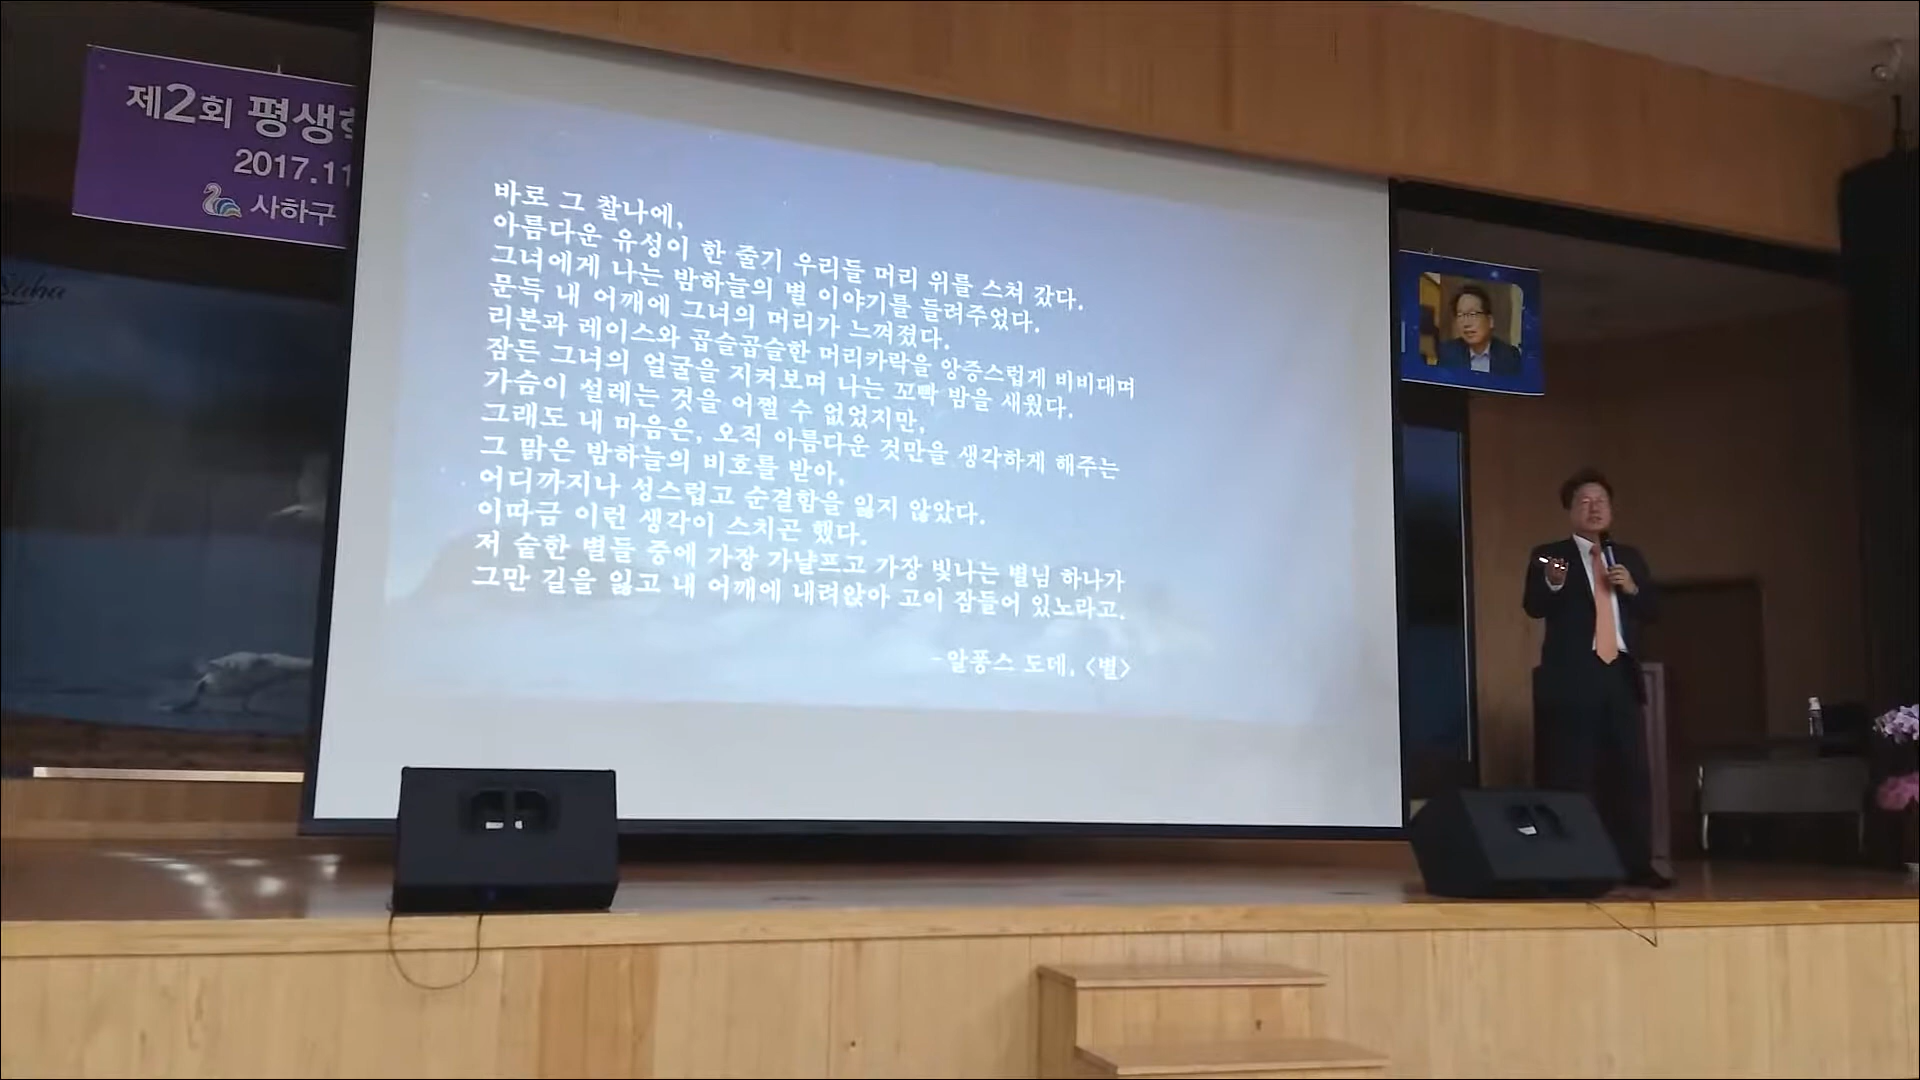 제2회 평생
2017.11
사하구
바로 그 찰나에,
아름다운 유성이 한 줄기 우리들 머리 위를 스쳐 갔다.
그녀에게 나는 밤하늘의 별 이야기를 들려주었다.
문득 내 어깨에 그녀의 머리가 느껴졌다.
리본과 레이스와 곱슬곱슬한 머리카락을 앙증스럽게 비비대며
잠든 그녀의 얼굴을 지켜보며 나는 꼬빡 밤을 새웠다.
가슴이 설레는 것을 어쩔 수 없었지만,
그래도 내 마음은, 오직 아름다운 것만을 생각하게 해주는
그 맑은 밤하늘의 비호를 받아,
어디까지나 성스럽고 순결함을 잃지 않았다.
이따금 이런 생각이 스치곤 했다.
저 숱한 별들 중에 가장 가냘프고 가장 빛나는 별님 하나가
그만 길을 잃고 내 어깨에 내려앉아 고이 잠들어 있노라고.
-알퐁스 도데, <별>